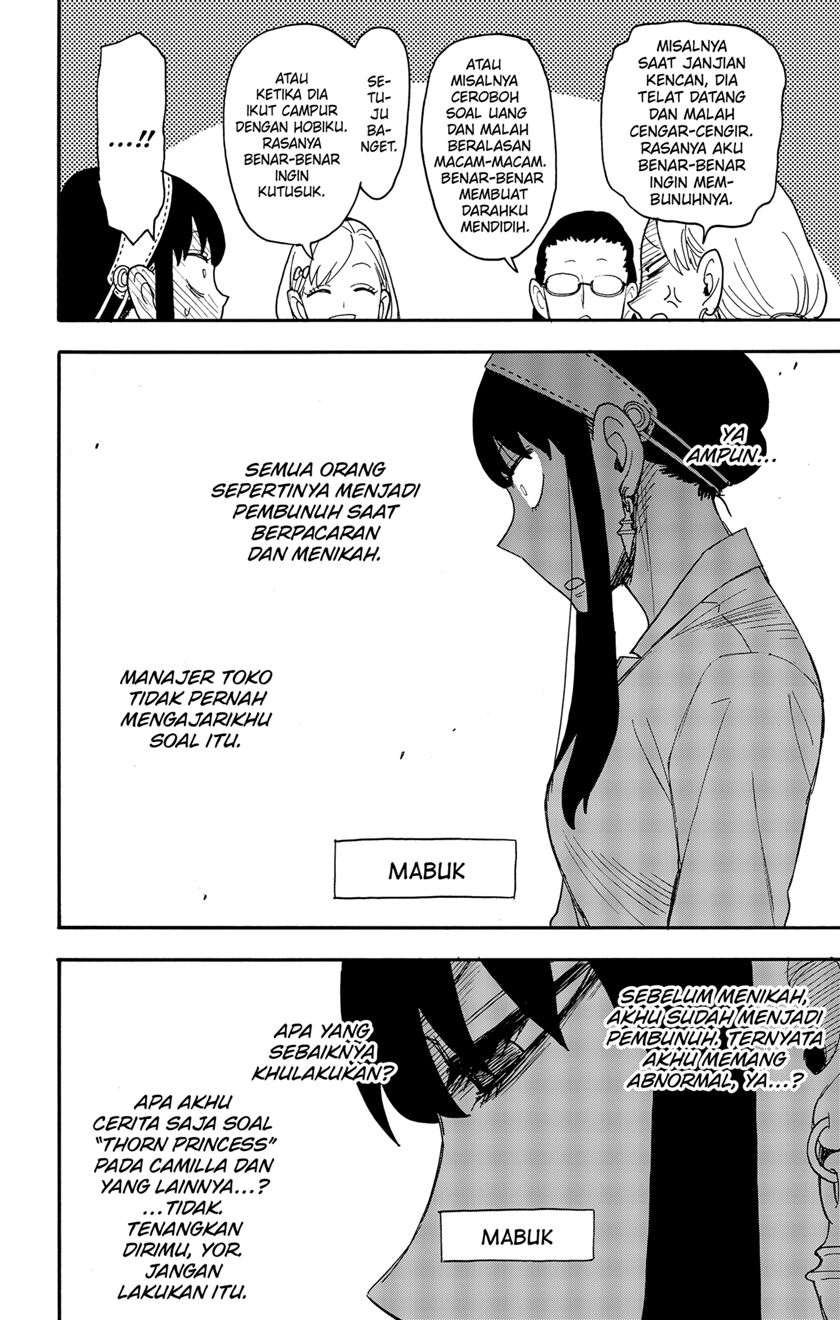 MISALNYA
SAAT JANJIAN
KENCAN, DIA
TELAT DATANG
DAN MALAH
CENGAR-CENGIR.
RASANYA AKU
BENAR-BENAR
INGIN MEM-
BUNUHNYA.
ATAU
MISALNYA
CEROBOH
SOAL UANG
DAN MALAH
BERALASAN
MACAM-MACAM.
BENAR-BENAR
MEMBUAT
DARAHKU
MENDIDIH.
SE-
TU-
JU
BA-
NGET.
ATAU
KETIKA DIA
IKUT CAMPUR
DENGAN HOBIKU.
RASANYA
BENAR-BENAR
INGIN
KUTUSUK.
...!!
YA
AMPUN...
SEMUA ORANG
SEPERTINYA MENJADI
PEMBUNUH SAAT
BERPACARAN
DAN MENIKAH.
MANAJER TOKO
TIDAK PERNAH
MENGAJARIKHU
SOAL ITU.
MABUK
SEBELUM MENIKAH,
AKHU SUDAH MENJADI
PEMBUNUH. TERNYATA
AKHU MEMANG
ABNORMAL, YA...?
APA YANG
SEBAIKNYA
KHULAKUKAN?
APA AKHU
CERITA SAJA SOAL
"THORN PRINCESS"
PADA CAMILLA DAN
YANG LAINNYA...?
...TIDAK.
TENANGKAN
DIRIMU, YOR.
JANGAN
LAKUKAN ITU.
MABUK